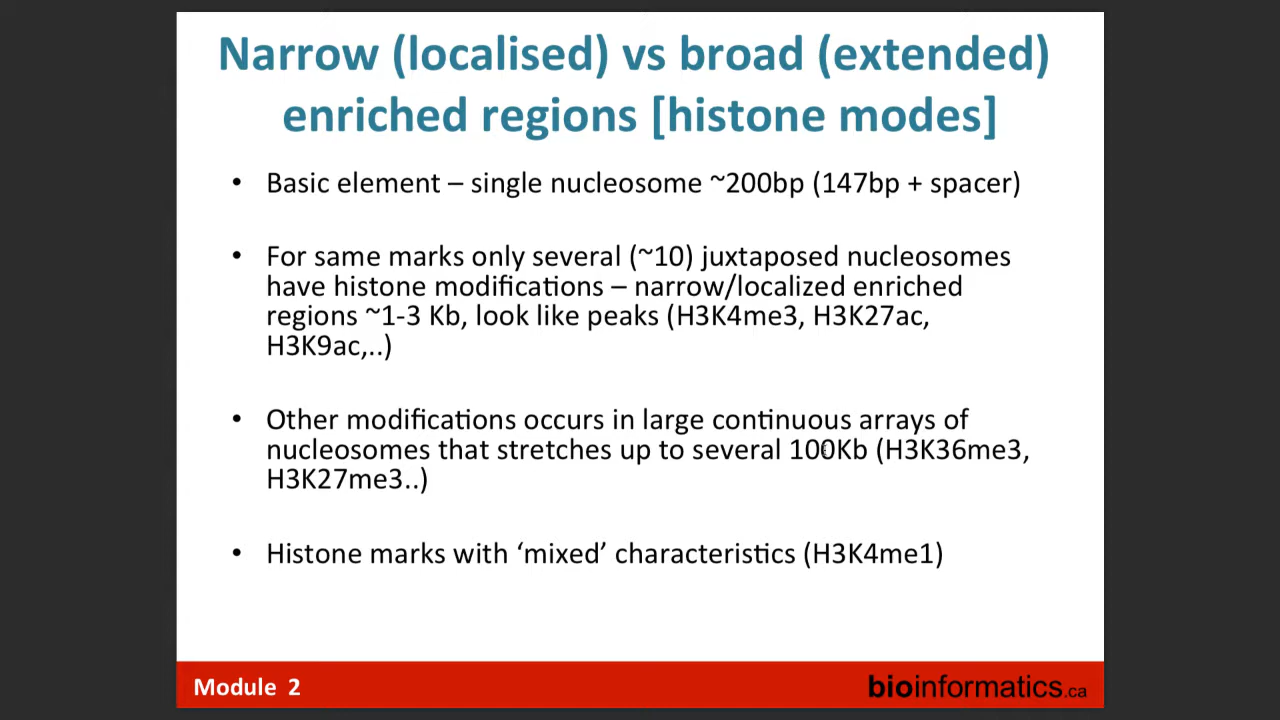 Narrow (localised) vs broad (extended)
enriched regions [histone modes]
• Basic element – single nucleosome ~200bp (147bp + spacer)
• For same marks only several (~10) juxtaposed nucleosomes
have histone modifications – narrow/localized enriched
regions ~1-3 Kb, look like peaks (H3K4me3, H3K27ac,
H3K9ac,..)
• Other modifications occurs in large continuous arrays of
nucleosomes that stretches up to several 100Kb (H3K36me3,
H3K27me3..)
• Histone marks with ‘mixed’ characteristics (H3K4me1)
Module 2
bioinformatics.ca